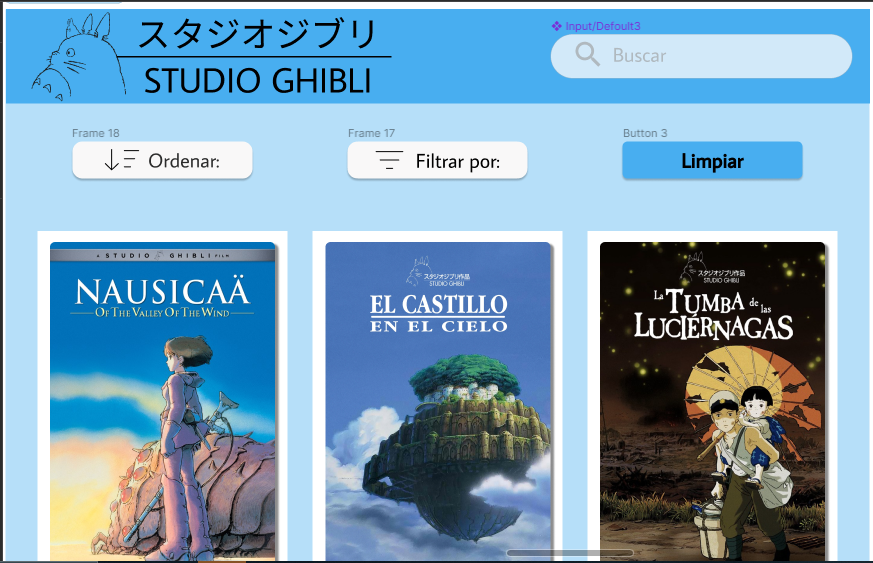 スタジオジブリ
STUDIO GHIBLI
Input/Defoult3
Buscar
Frame 18
Ordenar:
Frame 17
Filtrar por:
Button 3
Limpiar
A STUDIO GHIBLI FILM
NAUSICAÄ
OF THE VALLEY OF THE WIND
スタジオジブリ作品
STUDIO GHIBLI
EL CASTILLO
EN EL CIELO
スタジオジブリ作品
STUDIO GHIBLI
LA TUMBA de las
LUCIÉRNAGAS